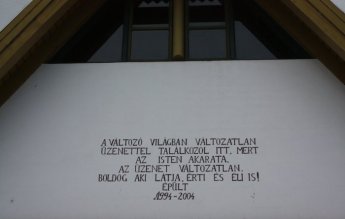 A VÁLTOZÓ VILÁGBAN VÁLTOZATLAN
ÜZENETTEL TALÁLKOZOL ITT. MERT
AZ ISTEN AKARATA,
AZ ÜZENET VÁLTOZATLAN.
BOLDOG AKI LÁTJA, ÉRTI ÉS ÉLI IS!
ÉPÜLT
1994-2004